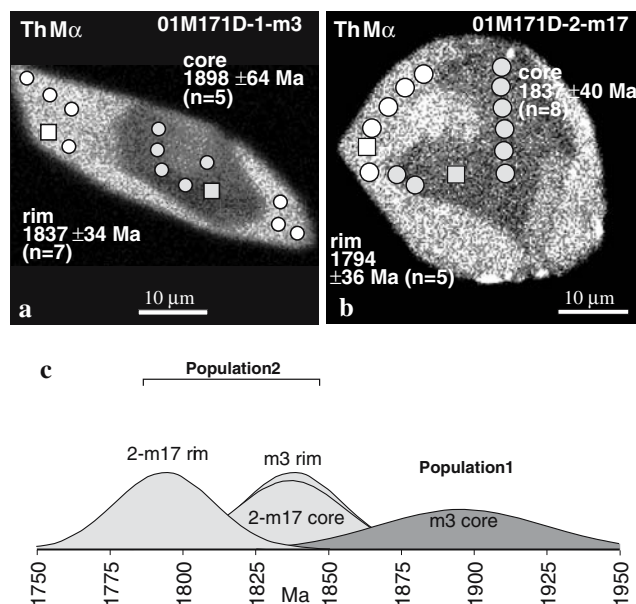 ThMα 01M171D-1-m3
core
1898 ±64 Ma
(n=5)
rim
1837 ±34 Ma
(n=7)
10 µm
a
ThMα 01M171D-2-m17
core
1837 ±40 Ma
(n=8)
rim
1794
±36 Ma (n=5)
10 µm
b
c
Population2
2-m17 rim
m3 rim
Population1
2-m17 core
m3 core
1750 1775 1800 1825 1850 1875 1900 1925 1950
Ma